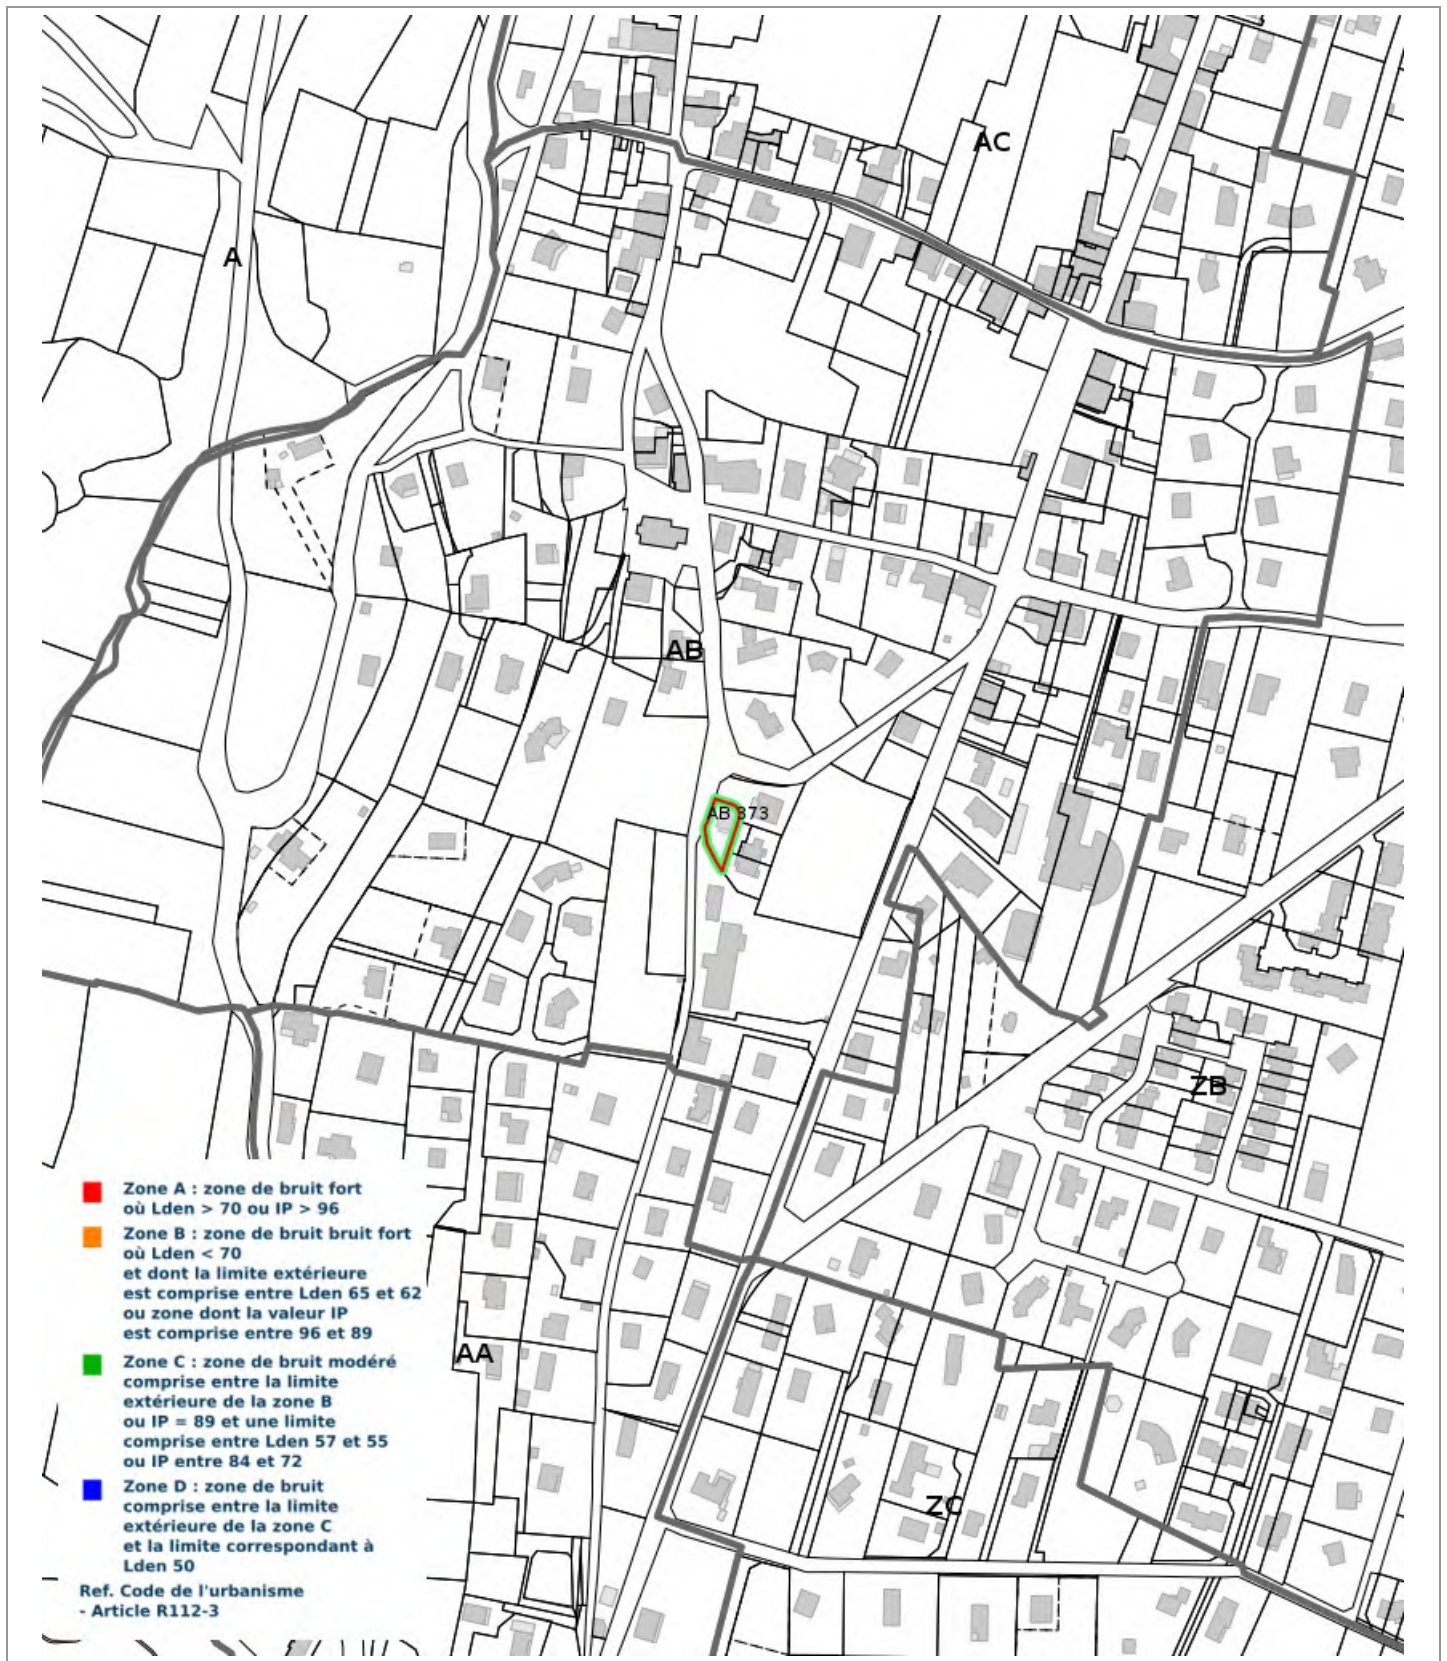 AC
A
AB
AB 373
ZB
AA
ZC
Zone A : zone de bruit fort
où Lden > 70 ou IP > 96
Zone B : zone de bruit bruit fort
où Lden < 70
et dont la limite extérieure
est comprise entre Lden 65 et 62
ou zone dont la valeur IP
est comprise entre 96 et 89
Zone C : zone de bruit modéré
comprise entre la limite
extérieure de la zone B
ou IP = 89 et une limite
comprise entre Lden 57 et 55
ou IP entre 84 et 72
Zone D : zone de bruit
comprise entre la limite
extérieure de la zone C
et la limite correspondant à
Lden 50
Ref. Code de l'urbanisme
- Article R112-3